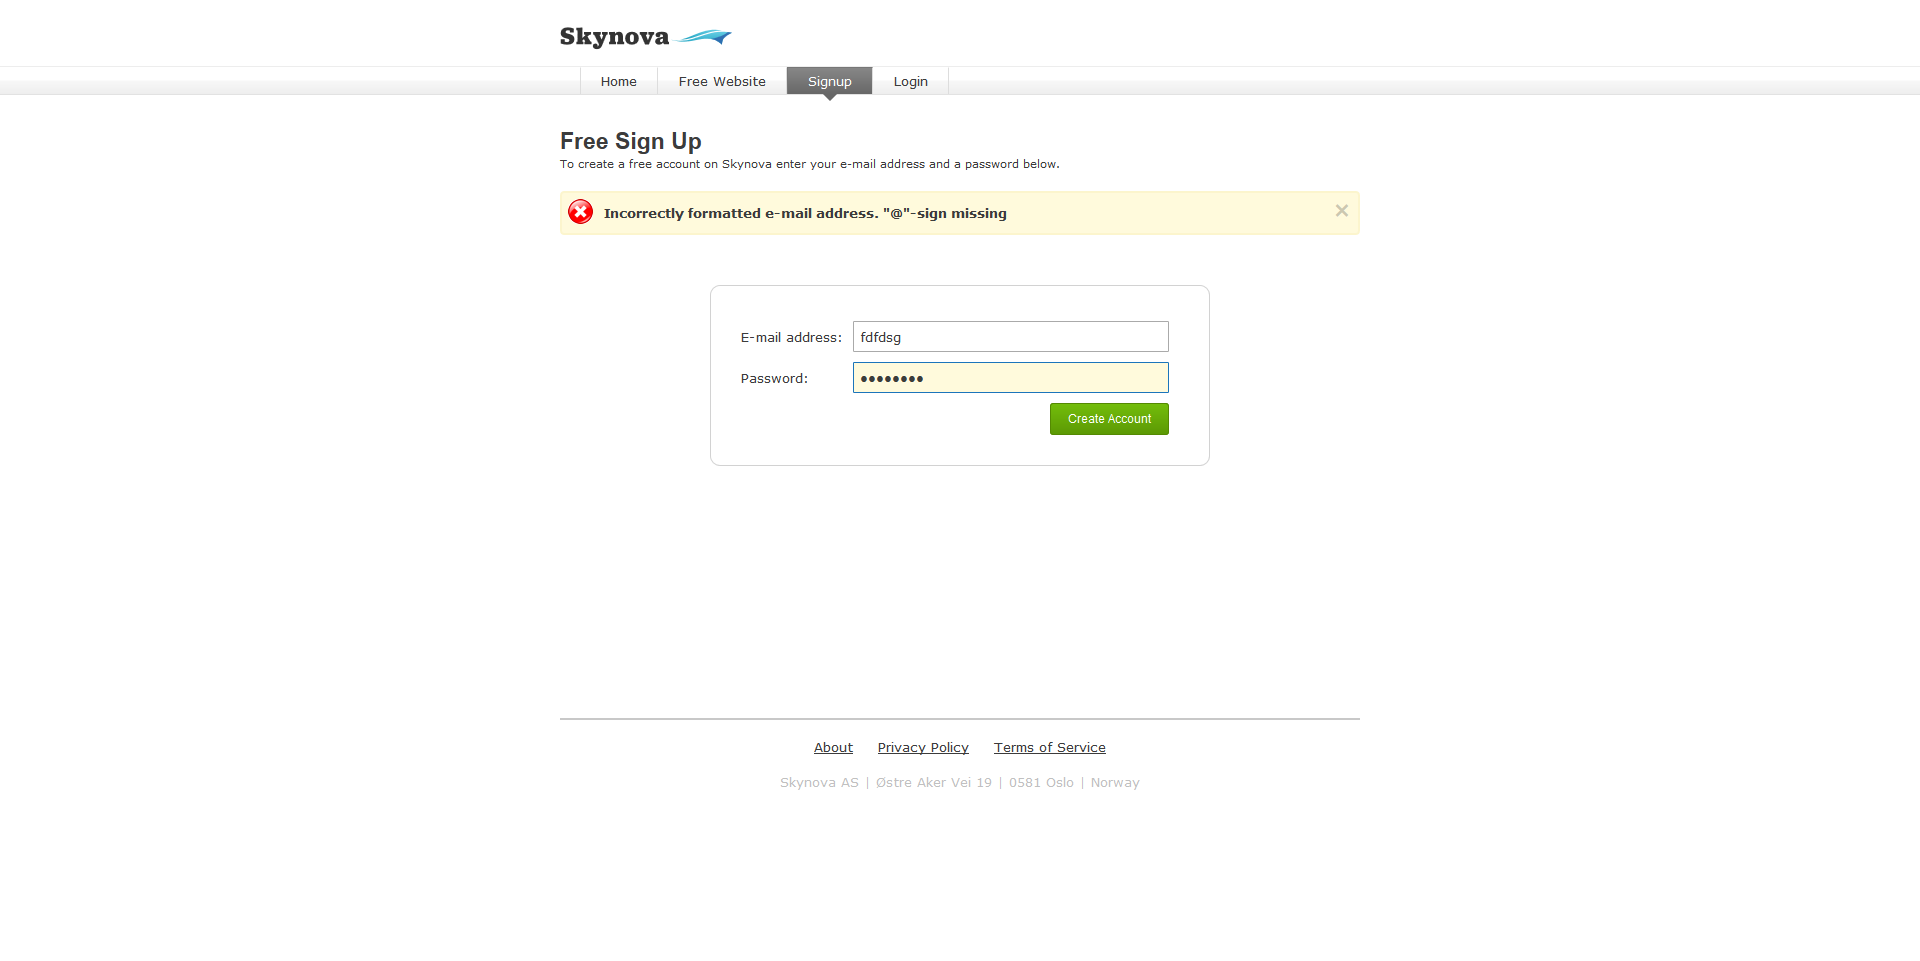 Skynova
Home Free Website Signup Login
Free Sign Up
To create a free account on Skynova enter your e-mail address and a password below.
Incorrectly formatted e-mail address. "@"-sign missing ×
E-mail address: fdfdsg
Password: ••••••••
Create Account
About Privacy Policy Terms of Service
Skynova AS | Østre Aker Vei 19 | 0581 Oslo | Norway